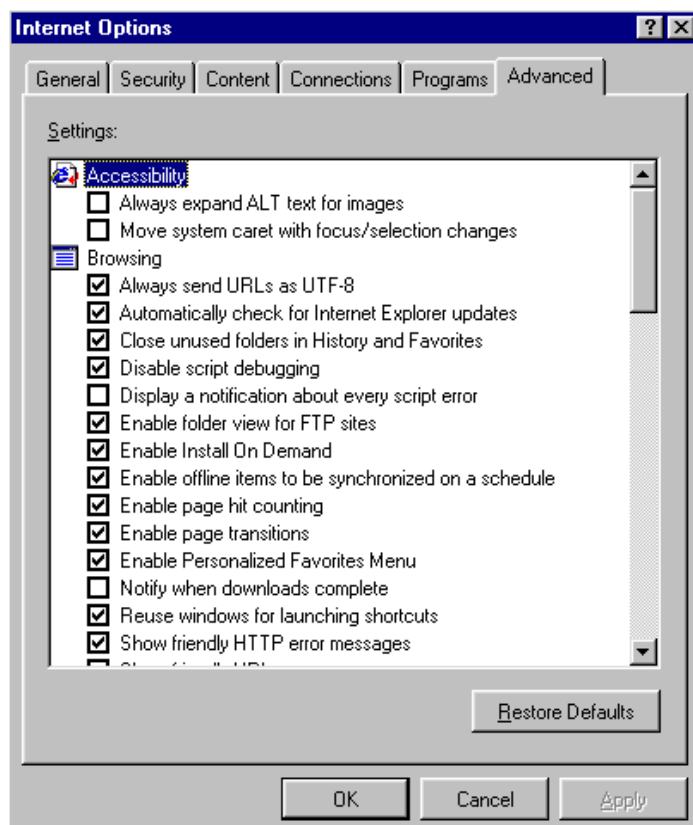 Internet Options
General Security Content Connections Programs Advanced
Settings:
Accessibility
Always expand ALT text for images
Move system caret with focus/selection changes
Browsing
Always send URLs as UTF-8
Automatically check for Internet Explorer updates
Close unused folders in History and Favorites
Disable script debugging
Display a notification about every script error
Enable folder view for FTP sites
Enable Install On Demand
Enable offline items to be synchronized on a schedule
Enable page hit counting
Enable page transitions
Enable Personalized Favorites Menu
Notify when downloads complete
Reuse windows for launching shortcuts
Show friendly HTTP error messages
Restore Defaults
OK Cancel Apply